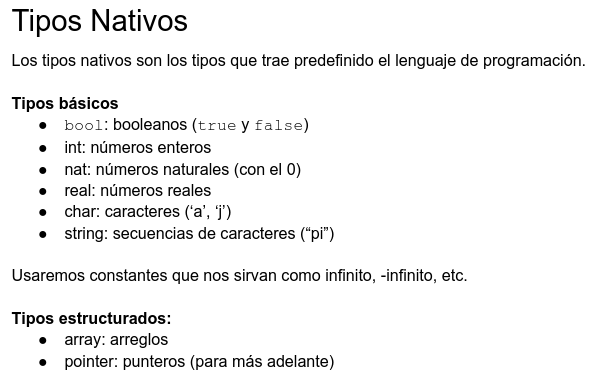 Tipos Nativos
Los tipos nativos son los tipos que trae predefinido el lenguaje de programación.
Tipos básicos
● bool: booleanos (true y false)
● int: números enteros
● nat: números naturales (con el 0)
● real: números reales
● char: caracteres (‘a’, ‘j’)
● string: secuencias de caracteres (“pi”)
Usaremos constantes que nos sirvan como infinito, -infinito, etc.
Tipos estructurados:
● array: arreglos
● pointer: punteros (para más adelante)